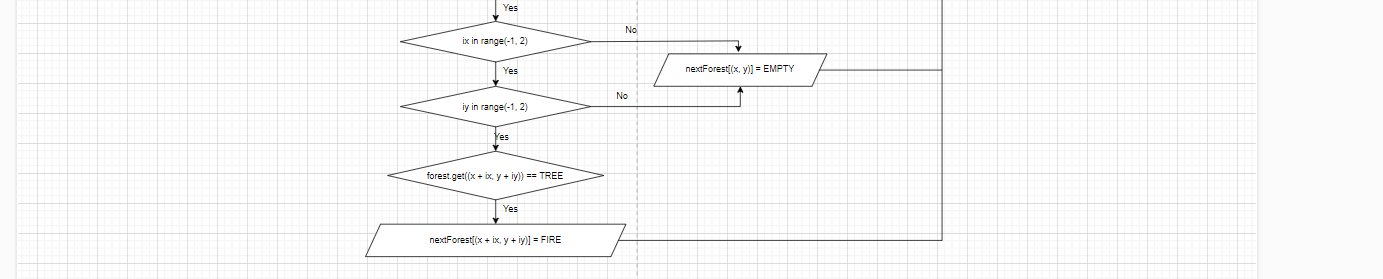 Yes
ix in range(-1, 2)
No
nextForest[(x, y)] = EMPTY
Yes
iy in range(-1, 2)
No
Yes
forest.get((x + ix, y + iy)) == TREE
Yes
nextForest[(x + ix, y + iy)] = FIRE